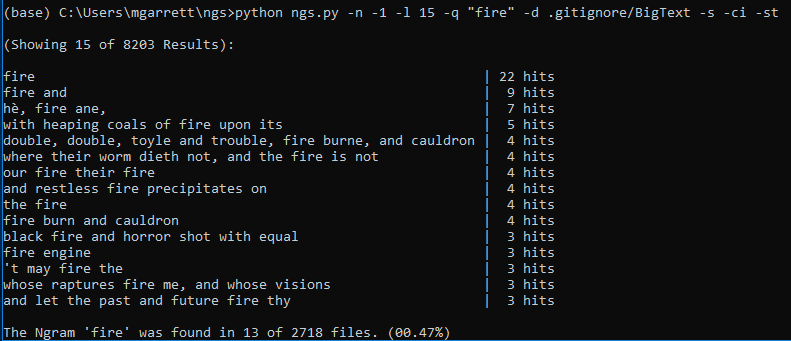 (base) C:\Users\mgarrett\ngs>python ngs.py -n -1 -l 15 -q "fire" -d .gitignore/BigText -s -ci -st
(Showing 15 of 8203 Results):
fire | 22 hits
fire and | 9 hits
hè, fire ane, | 7 hits
with heaping coals of fire upon its | 5 hits
double, double, toyle and trouble, fire burne, and cauldron | 4 hits
where their worm dieth not, and the fire is not | 4 hits
our fire their fire | 4 hits
and restless fire precipitates on | 4 hits
the fire | 4 hits
fire burn and cauldron | 4 hits
black fire and horror shot with equal | 3 hits
fire engine | 3 hits
't may fire the | 3 hits
whose raptures fire me, and whose visions | 3 hits
and let the past and future fire thy | 3 hits
The Ngram 'fire' was found in 13 of 2718 files. (00.47%)